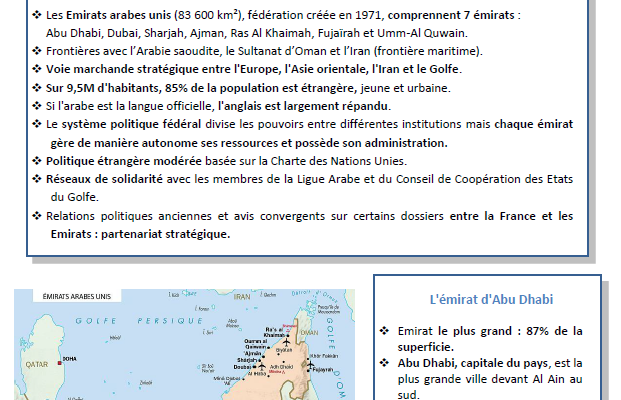 ❖ Les Emirats arabes unis (83 600 km²), fédération créée en 1971, comprennent 7 émirats :
Abu Dhabi, Dubai, Sharjah, Ajman, Ras Al Khaimah, Fujaïrah et Umm-Al Quwain.
❖ Frontières avec l'Arabie saoudite, le Sultanat d'Oman et l'Iran (frontière maritime).
❖ Voie marchande stratégique entre l'Europe, l'Asie orientale, l'Iran et le Golfe.
❖ Sur 9,5M d'habitants, 85% de la population est étrangère, jeune et urbaine.
❖ Si l'arabe est la langue officielle, l'anglais est largement répandu.
❖ Le système politique fédéral divise les pouvoirs entre différentes institutions mais chaque émirat
gère de manière autonome ses ressources et possède son administration.
❖ Politique étrangère modérée basée sur la Charte des Nations Unies.
❖ Réseaux de solidarité avec les membres de la Ligue Arabe et du Conseil de Coopération des Etats
du Golfe.
❖ Relations politiques anciennes et avis convergents sur certains dossiers entre la France et les
Emirats : partenariat stratégique.
ÉMIRATS ARABES UNIS
IRAN
GOLFE PERSIQUE
QATAR
DOHA
OMAN
Ra's al
Khaimah
Oumm al
Qaiwain
'Ajmān
Sharjah
Doubaï
Fujayrah
GOLFE D'OM
L'émirat d'Abu Dhabi
❖ Emirat le plus grand : 87% de la
superficie.
❖ Abu Dhabi, capitale du pays, est la
plus grande ville devant Al Ain au
sud.